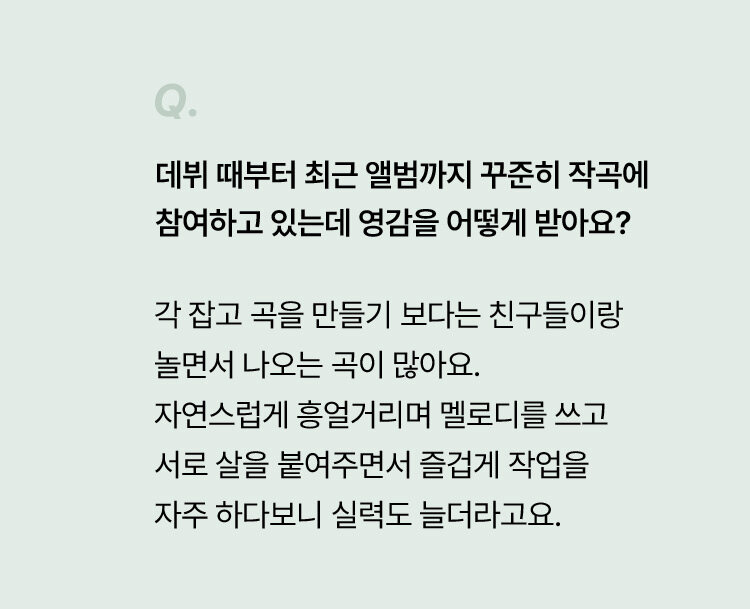 Q.
데뷔 때부터 최근 앨범까지 꾸준히 작곡에
참여하고 있는데 영감을 어떻게 받아요?
각 잡고 곡을 만들기 보다는 친구들이랑
놀면서 나오는 곡이 많아요.
자연스럽게 흥얼거리며 멜로디를 쓰고
서로 살을 붙여주면서 즐겁게 작업을
자주 하다보니 실력도 늘더라고요.